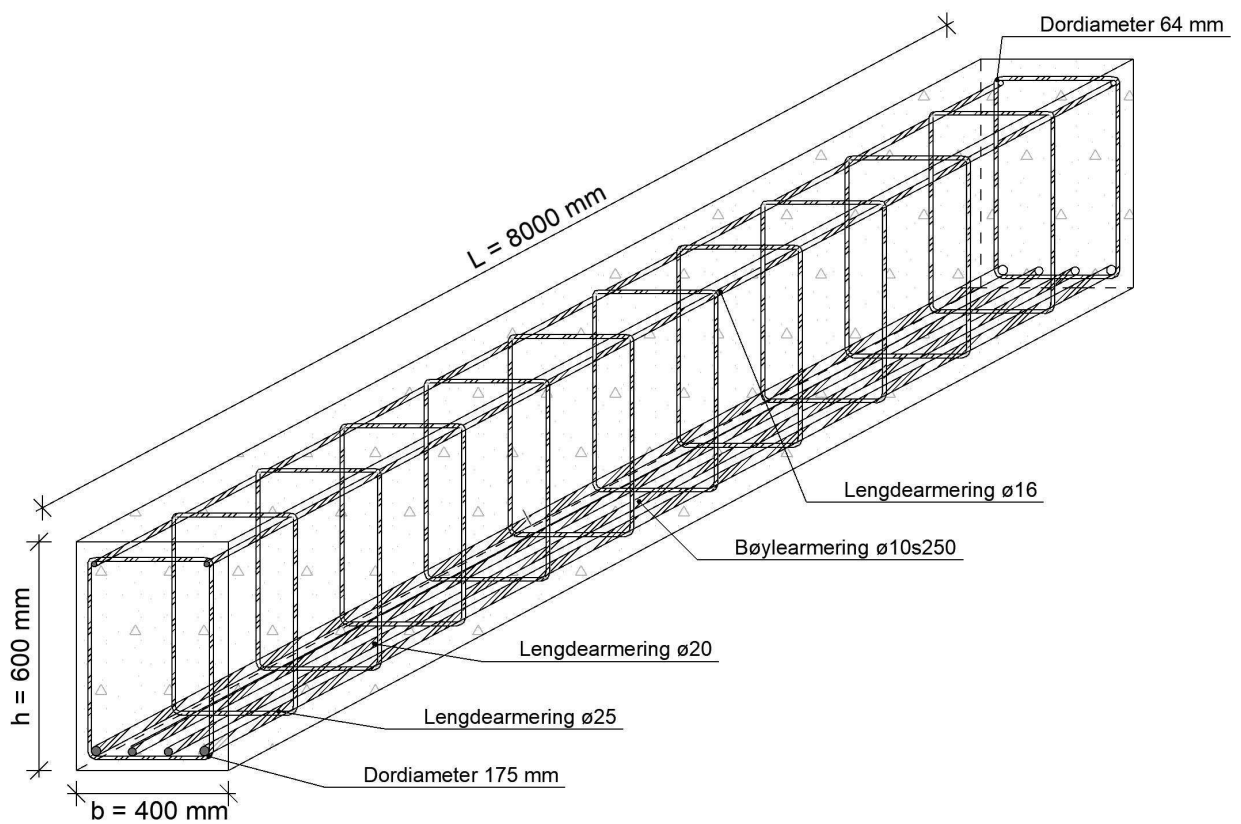 Dordiameter 64 mm
L = 8000 mm
Lengdearmering ø16
Bøylearmering ø10s250
Lengdearmering ø20
h = 600 mm
Lengdearmering ø25
Dordiameter 175 mm
b = 400 mm